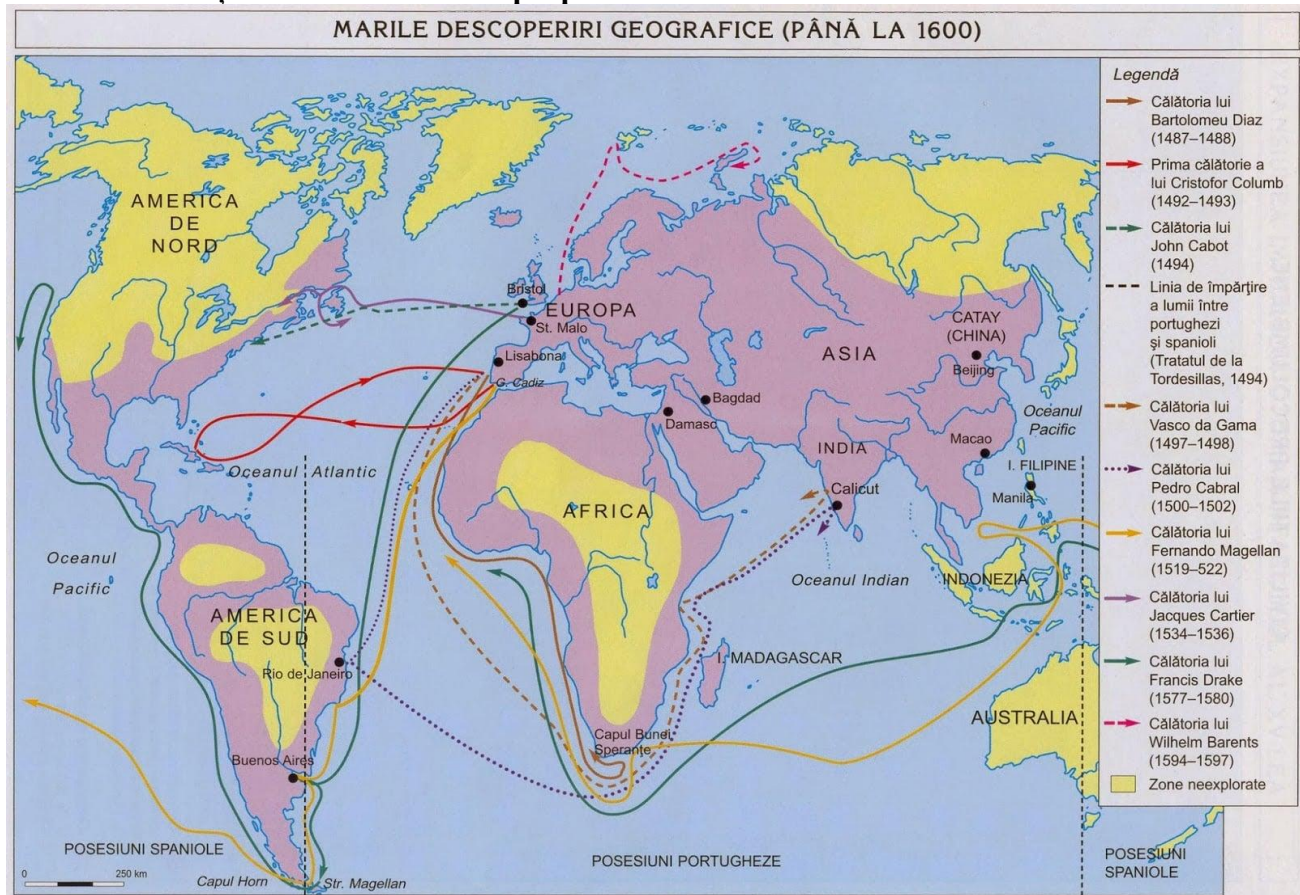 MARILE DESCOPERIRI GEOGRAFICE (PÂNĂ LA 1600)
Legendă
Călătoria lui
Bartolomeu Diaz
(1487–1488)
Prima călătorie a
lui Cristofor Columb
(1492–1493)
Călătoria lui
John Cabot
(1494)
Linia de împărţire
a lumii între
portughezi
şi spanioli
(Tratatul de la
Tordesillas, 1494)
Călătoria lui
Vasco da Gama
(1497–1498)
Călătoria lui
Pedro Cabral
(1500–1502)
Călătoria lui
Fernando Magellan
(1519–522)
Călătoria lui
Jacques Cartier
(1534–1536)
Călătoria lui
Francis Drake
(1577–1580)
Călătoria lui
Wilhelm Barents
(1594–1597)
Zone neexplorate
AMERICA
DE
NORD
Bristol
EUROPA
St. Malo
Lisabona
G. Cadiz
ASIA
CATAY
(CHINA)
Beijing
Bagdad
Damasc
Oceanul
Pacific
INDIA
Macao
I. FILIPINE
Manila
Calicut
Oceanul Atlantic
AFRICA
Oceanul
Pacific
Oceanul Indian
INDONEZIA
AMERICA
DE SUD
Rio de Janeiro
I. MADAGASCAR
AUSTRALIA
Capul Bunei
Speranţe
Buenos Aires
POSESIUNI SPANIOLE
POSESIUNI PORTUGHEZE
POSESIUNI
SPANIOLE
0 250 km
Capul Horn
Str. Magellan